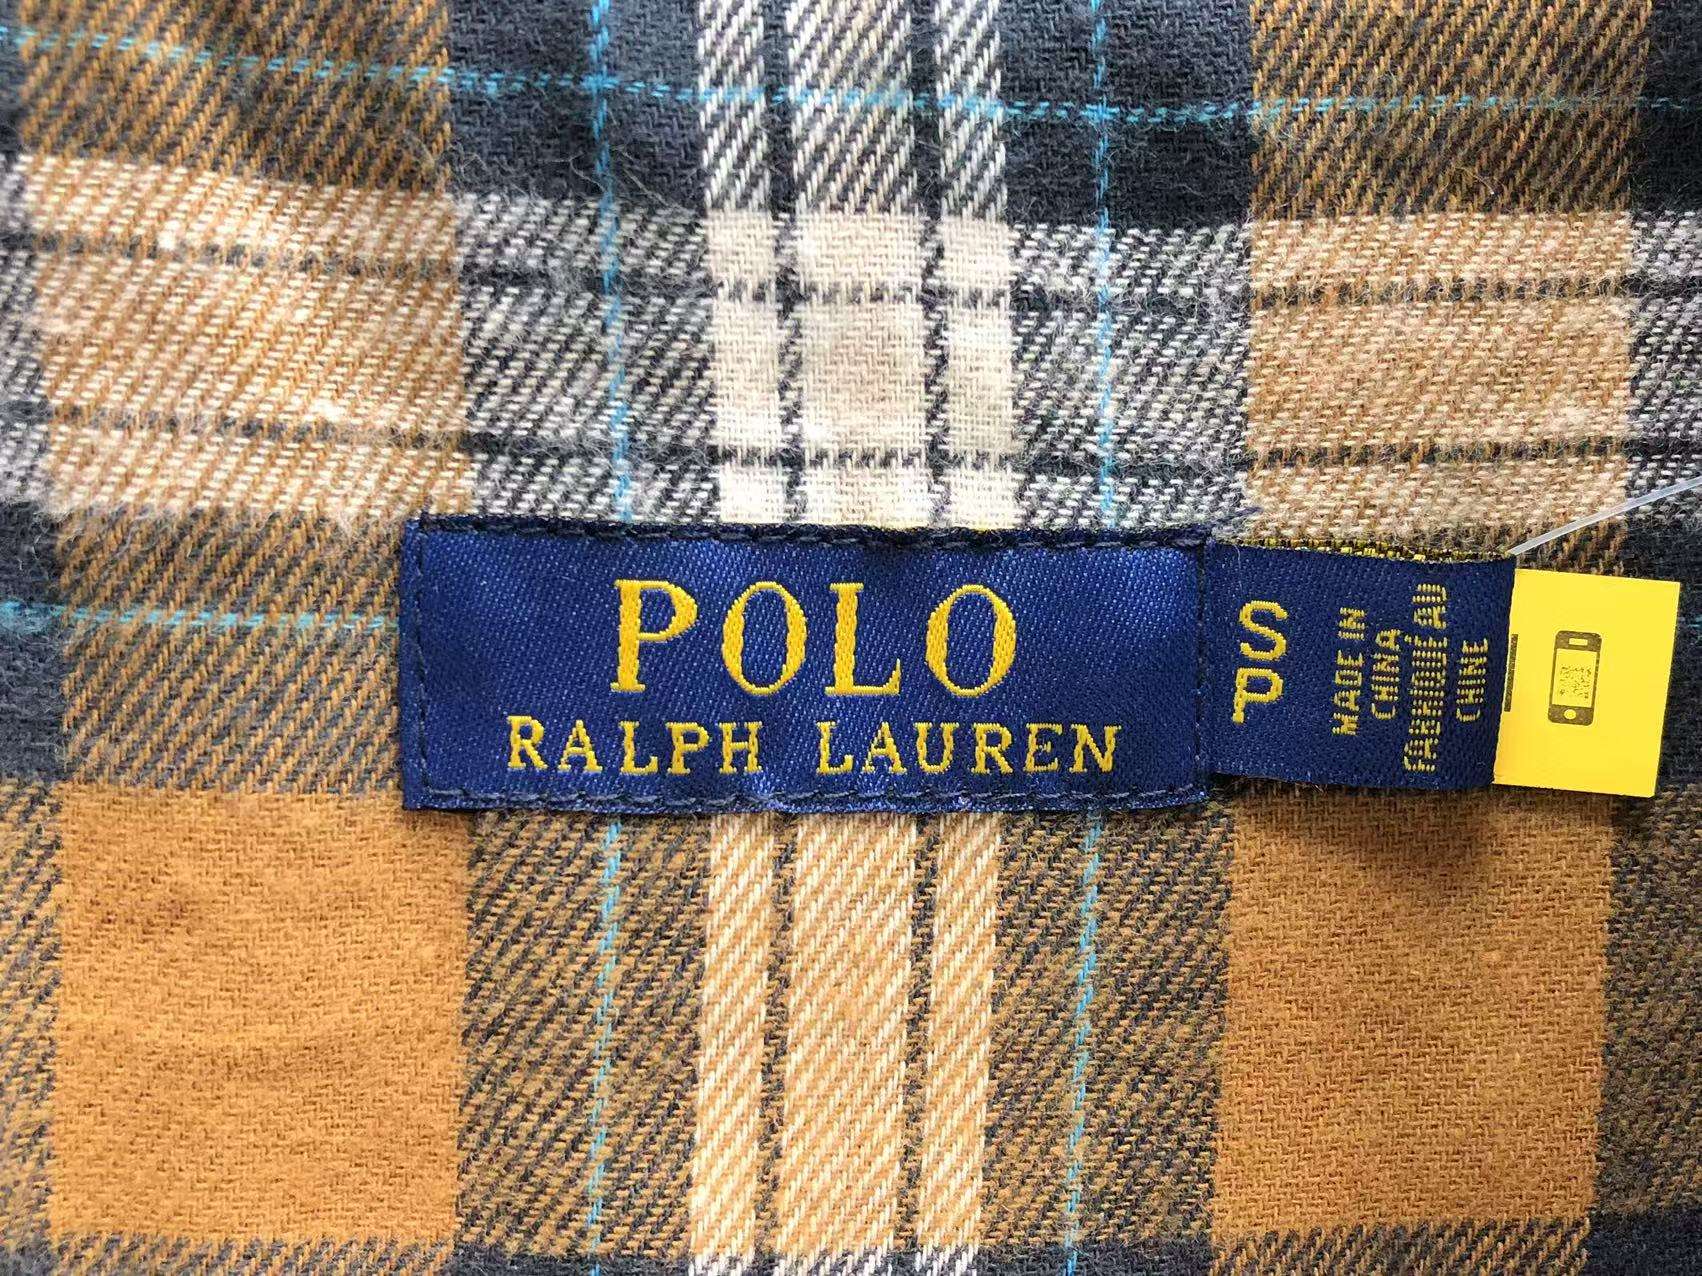 POLO
RALPH LAUREN
S
P
MADE IN
CHINA
FABRIQUÉ AU
CHINE